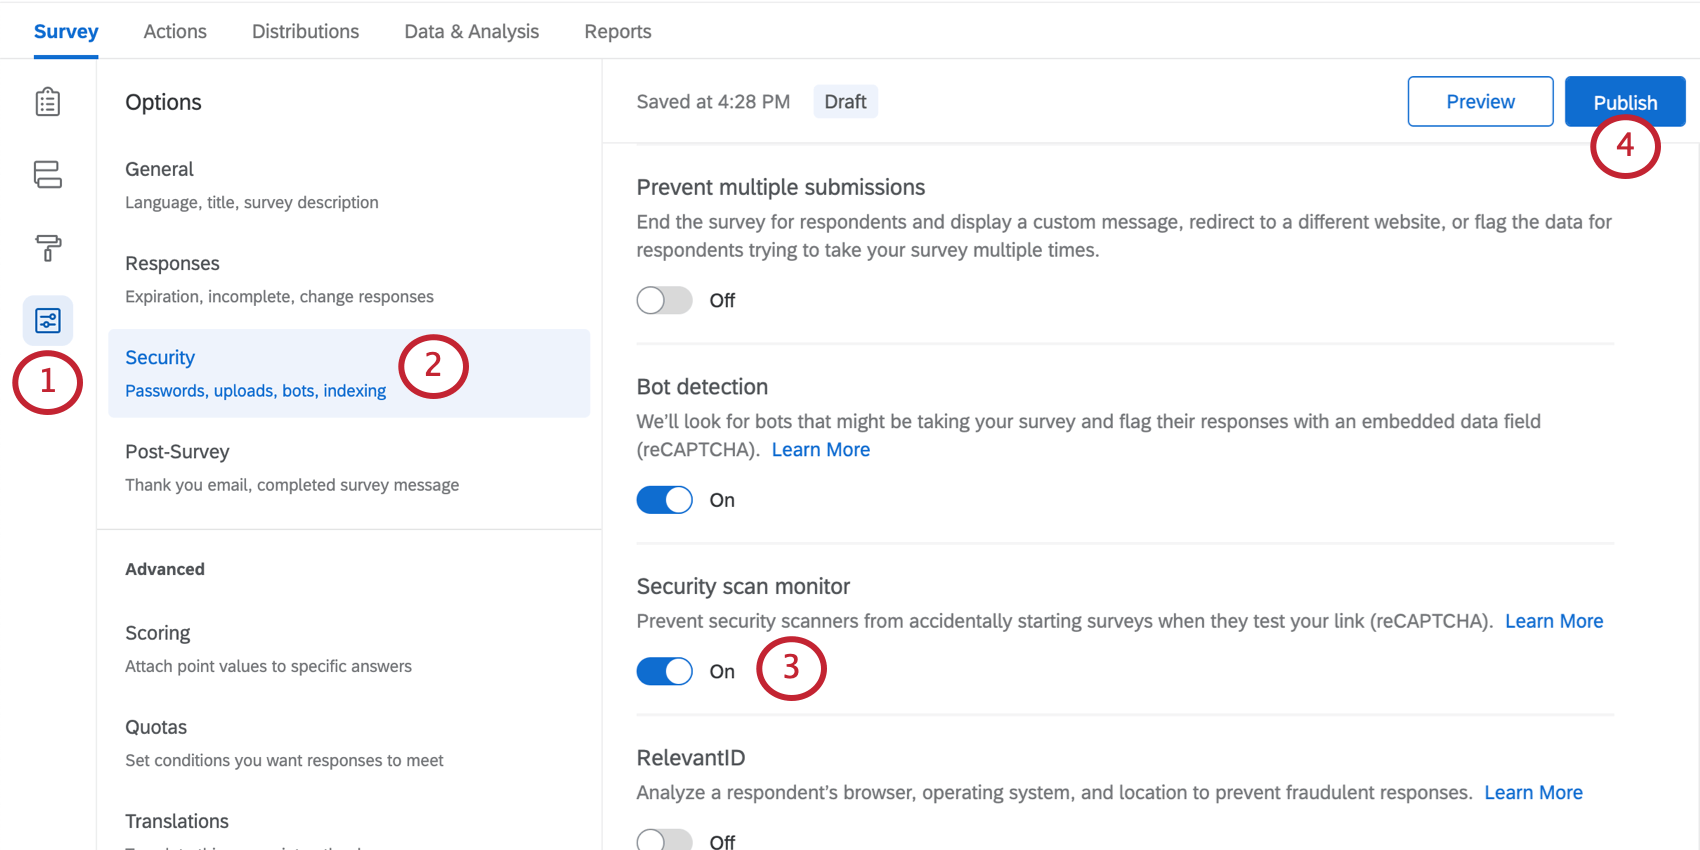 Survey
Actions
Distributions
Data & Analysis
Reports
Options
General
Language, title, survey description
Responses
Expiration, incomplete, change responses
Security
Passwords, uploads, bots, indexing
Post-Survey
Thank you email, completed survey message
Advanced
Scoring
Attach point values to specific answers
Quotas
Set conditions you want responses to meet
Translations
1
2
Saved at 4:28 PM
Draft
Preview
Publish
4
Prevent multiple submissions
End the survey for respondents and display a custom message, redirect to a different website, or flag the data for
respondents trying to take your survey multiple times.
Off
Bot detection
We’ll look for bots that might be taking your survey and flag their responses with an embedded data field
(reCAPTCHA). Learn More
On
Security scan monitor
Prevent security scanners from accidentally starting surveys when they test your link (reCAPTCHA). Learn More
On
3
RelevantID
Analyze a respondent’s browser, operating system, and location to prevent fraudulent responses. Learn More
Off